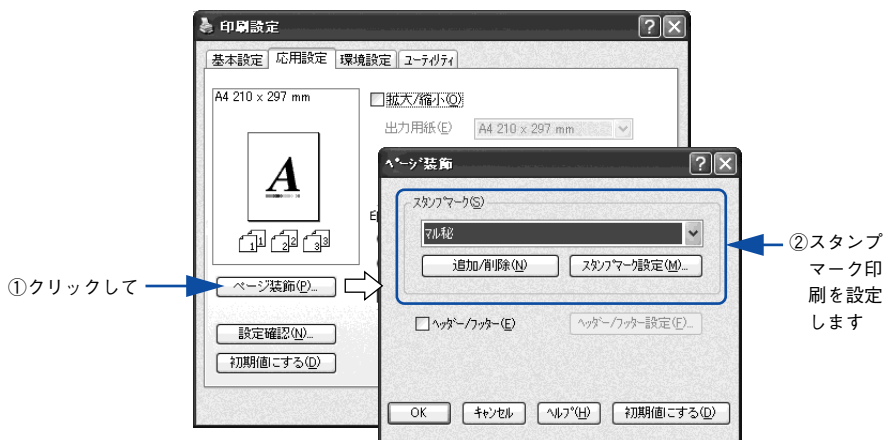 印刷設定
基本設定 応用設定 環境設定 ユーティリティ
A4 210 x 297 mm
拡大/縮小(O)
出力用紙(E) A4 210 x 297 mm
A
1 1 2 2 3 3
①クリックして
ページ装飾(P)...
設定確認(N)...
初期値にする(D)
ページ装飾
スタンプマーク(S)
マル秘
追加/削除(N) スタンプマーク設定(M)...
ヘッダー/フッター(E) ヘッダー/フッター設定(F)...
OK キャンセル ヘルプ(H) 初期値にする(D)
②スタンプ
マーク印
刷を設定
します